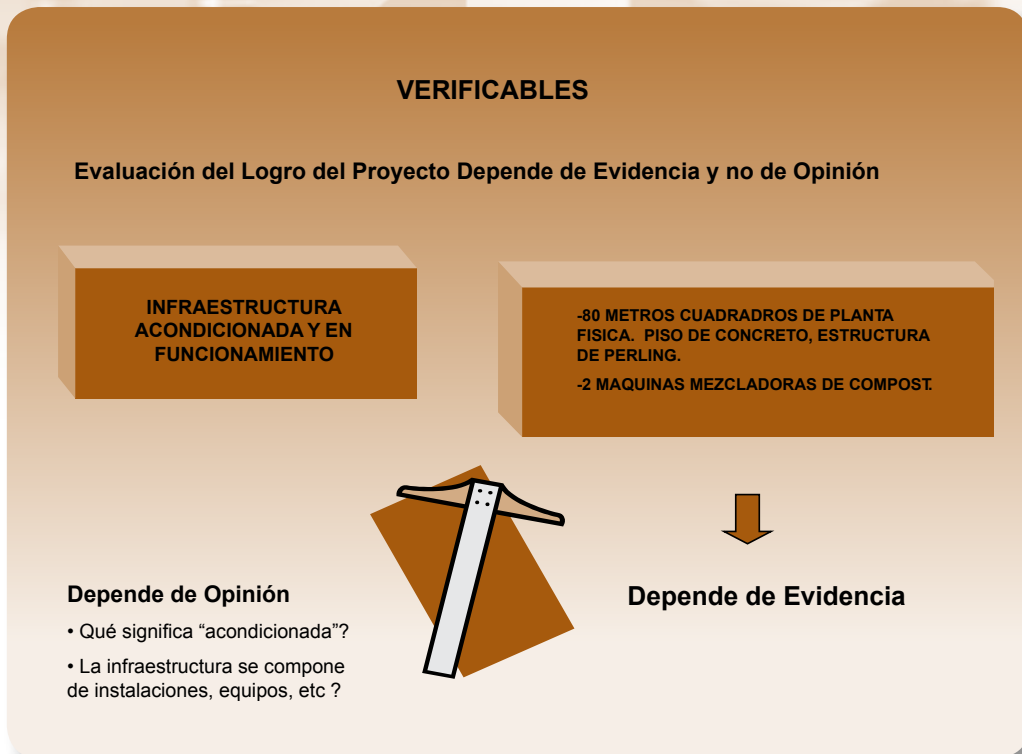 VERIFICABLES
Evaluación del Logro del Proyecto Depende de Evidencia y no de Opinión
INFRAESTRUCTURA
ACONDICIONADA Y EN
FUNCIONAMIENTO
-80 METROS CUADRADROS DE PLANTA
FISICA. PISO DE CONCRETO, ESTRUCTURA
DE PERLING.
-2 MAQUINAS MEZCLADORAS DE COMPOST.
Depende de Opinión
• Qué significa “acondicionada”?
• La infraestructura se compone
de instalaciones, equipos, etc ?
Depende de Evidencia